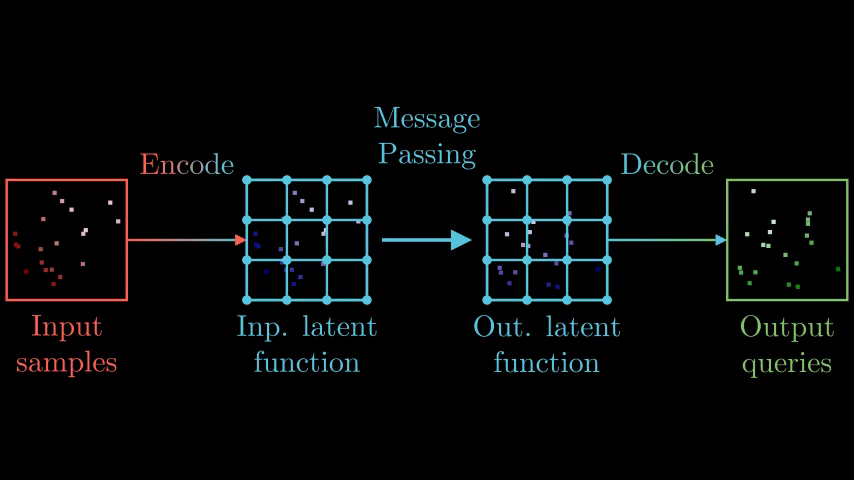 Message
Passing
Encode
Decode
Input
samples
Inp. latent
function
Out. latent
function
Output
queries